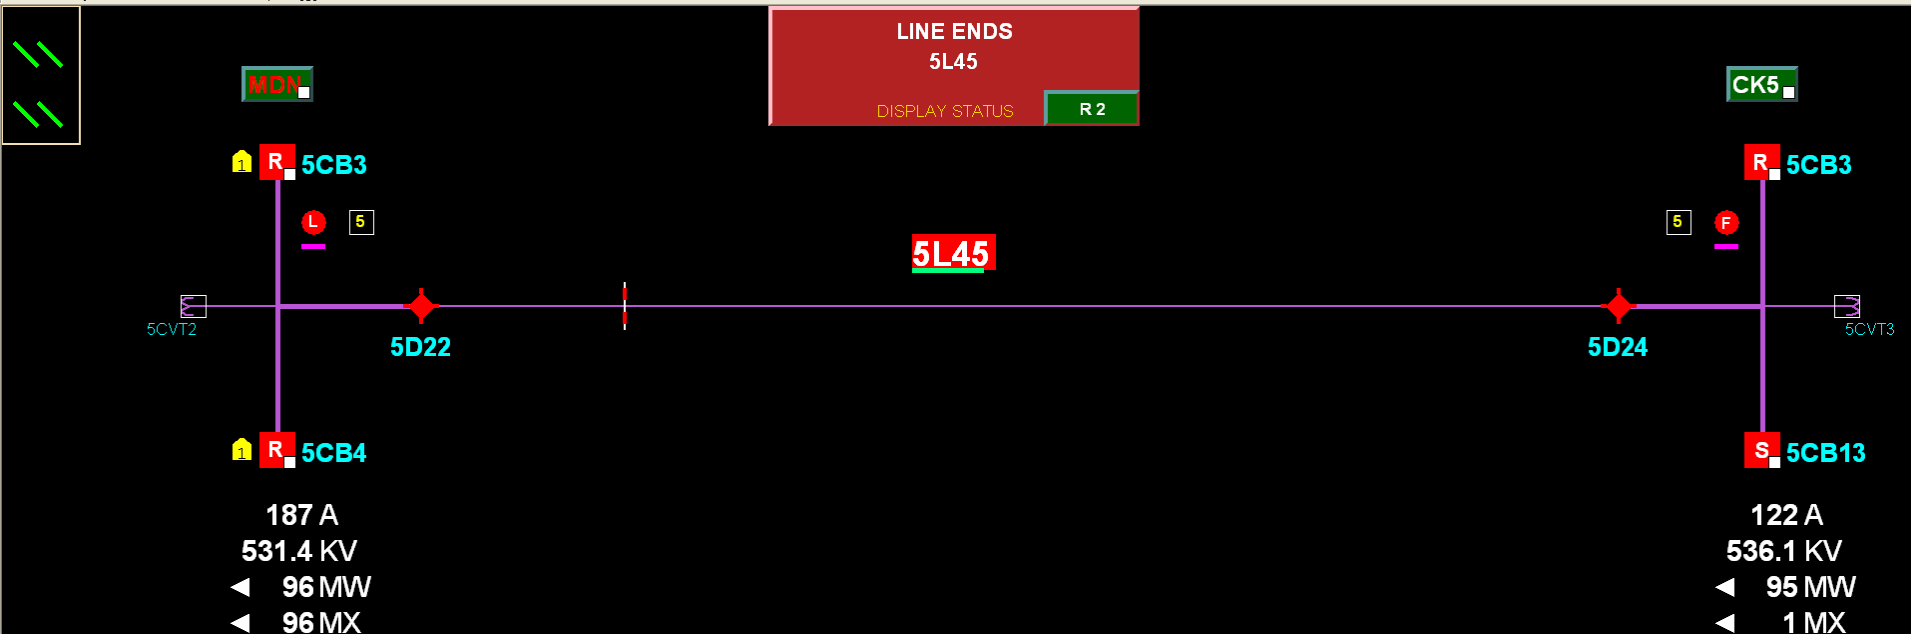 LINE ENDS
5L45
DISPLAY STATUS R 2
MDN
CK5
1 R 5CB3
R 5CB3
L 5
5 F
5L45
5CVT2
5CVT3
5D22
5D24
1 R 5CB4
S 5CB13
187 A
122 A
531.4 KV
536.1 KV
96 MW
95 MW
96 MX
1 MX